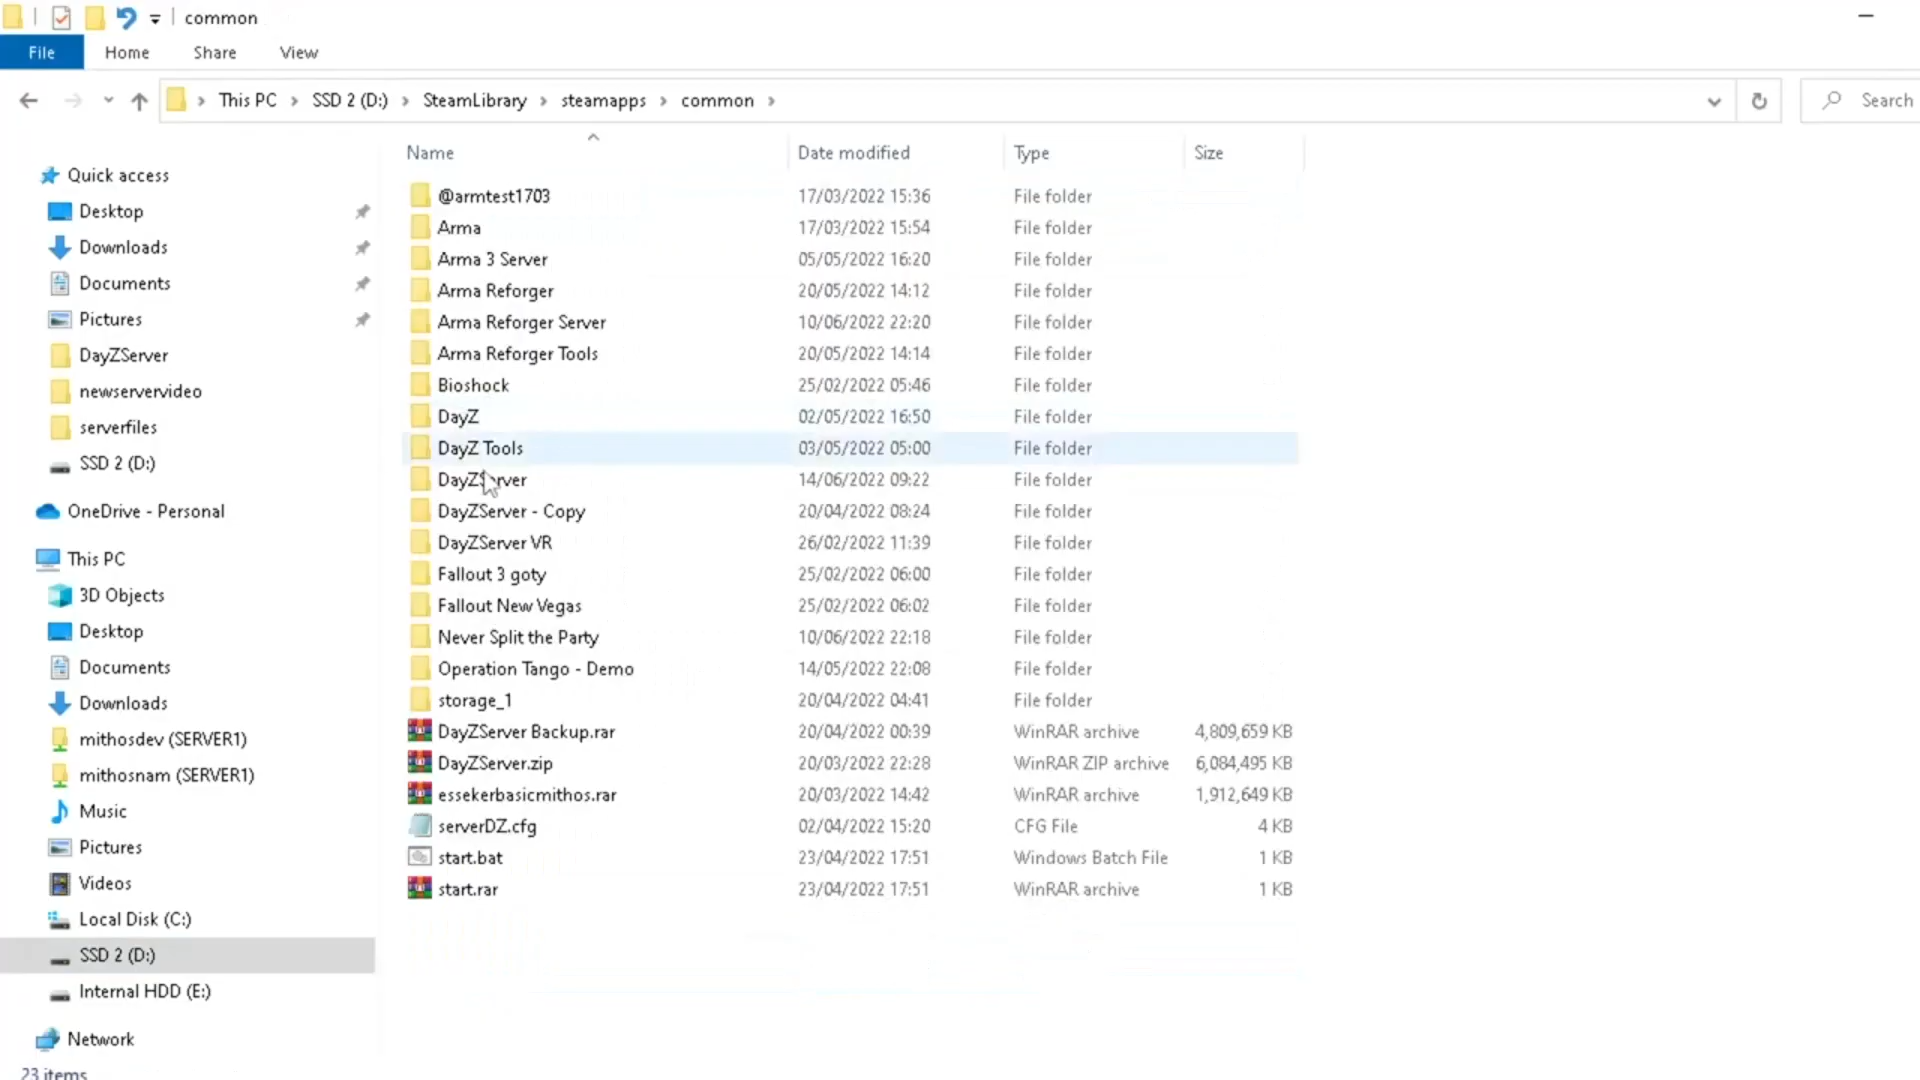 common
File Home Share View
This PC SSD 2 (D:) SteamLibrary steamapps common Search
Name Date modified Type Size
Quick access
Desktop
Downloads
Documents
Pictures
DayZServer
newservervideo
serverfiles
SSD 2 (D:)
OneDrive - Personal
This PC
3D Objects
Desktop
Documents
Downloads
mithosdev (SERVER1)
mithosnam (SERVER1)
Music
Pictures
Videos
Local Disk (C:)
SSD 2 (D:)
Internal HDD (E:)
Network
@armtest1703 17/03/2022 15:36 File folder
Arma 17/03/2022 15:54 File folder
Arma 3 Server 05/05/2022 16:20 File folder
Arma Reforger 20/05/2022 14:12 File folder
Arma Reforger Server 10/06/2022 22:20 File folder
Arma Reforger Tools 20/05/2022 14:14 File folder
Bioshock 25/02/2022 05:46 File folder
DayZ 02/05/2022 16:50 File folder
DayZ Tools 03/05/2022 05:00 File folder
DayZServer 14/06/2022 09:22 File folder
DayZServer - Copy 20/04/2022 08:24 File folder
DayZServer VR 26/02/2022 11:39 File folder
Fallout 3 goty 25/02/2022 06:00 File folder
Fallout New Vegas 25/02/2022 06:02 File folder
Never Split the Party 10/06/2022 22:18 File folder
Operation Tango - Demo 14/05/2022 22:08 File folder
storage_1 20/04/2022 04:41 File folder
DayZServer Backup.rar 20/04/2022 00:39 WinRAR archive 4,809,659 KB
DayZServer.zip 20/03/2022 22:28 WinRAR ZIP archive 6,084,495 KB
essekerbasicmithos.rar 20/03/2022 14:42 WinRAR archive 1,912,649 KB
serverDZ.cfg 02/04/2022 15:20 CFG File 4 KB
start.bat 23/04/2022 17:51 Windows Batch File 1 KB
start.rar 23/04/2022 17:51 WinRAR archive 1 KB
23 items